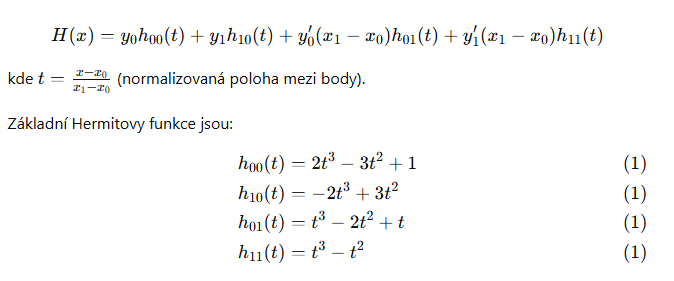 H(x) = y₀h₀₀(t) + y₁h₁₀(t) + y′₀(x₁ − x₀)h₀₁(t) + y′₁(x₁ − x₀)h₁₁(t)
kde t = (x−x₀)/(x₁−x₀) (normalizovaná poloha mezi body).
Základní Hermitovy funkce jsou:
h₀₀(t) = 2t³ − 3t² + 1 (1)
h₁₀(t) = −2t³ + 3t² (1)
h₀₁(t) = t³ − 2t² + t (1)
h₁₁(t) = t³ − t² (1)